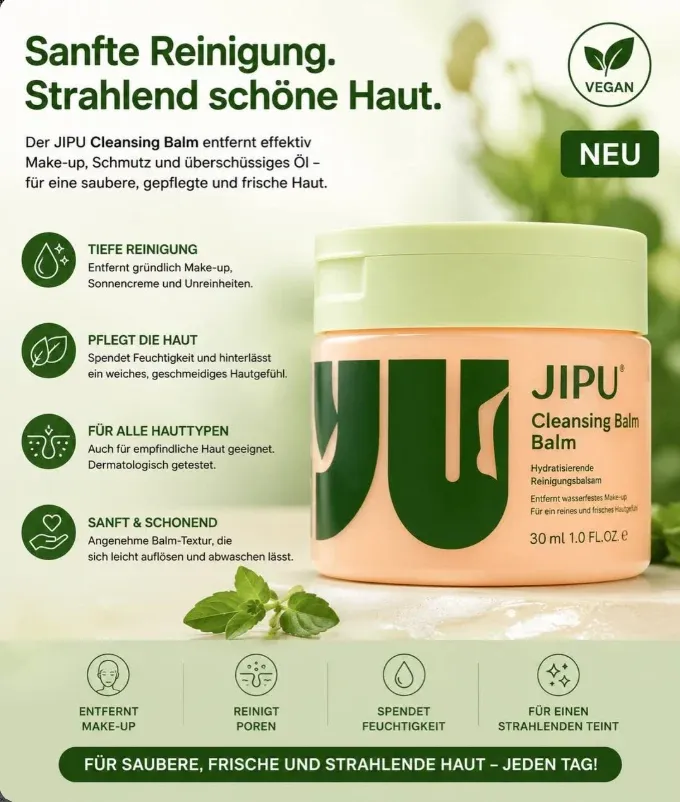 Sanfte Reinigung.
Strahlend schöne Haut.
VEGAN
NEU
Der JIPU Cleansing Balm entfernt effektiv
Make-up, Schmutz und überschüssiges Öl –
für eine saubere, gepflegte und frische Haut.
TIEFE REINIGUNG
Entfernt gründlich Make-up,
Sonnencreme und Unreinheiten.
PFLEGT DIE HAUT
Spendet Feuchtigkeit und hinterlässt
ein weiches, geschmeidiges Hautgefühl.
FÜR ALLE HAUTTYPEN
Auch für empfindliche Haut geeignet.
Dermatologisch getestet.
SANFT & SCHONEND
Angenehme Balm-Textur, die
sich leicht auflösen und abwaschen lässt.
JIPU®
Cleansing Balm
Balm
Hydratisierende
Reinigungsbalsam
Entfernt wasserfestes Make-up
Für ein reines und frisches Hautgefühl
30 ml 1.0 FL.OZ e
ENTFERNT
MAKE-UP
REINIGT
POREN
SPENDET
FEUCHTIGKEIT
FÜR EINEN
STRAHLENDEN TEINT
FÜR SAUBERE, FRISCHE UND STRAHLENDE HAUT – JEDEN TAG!